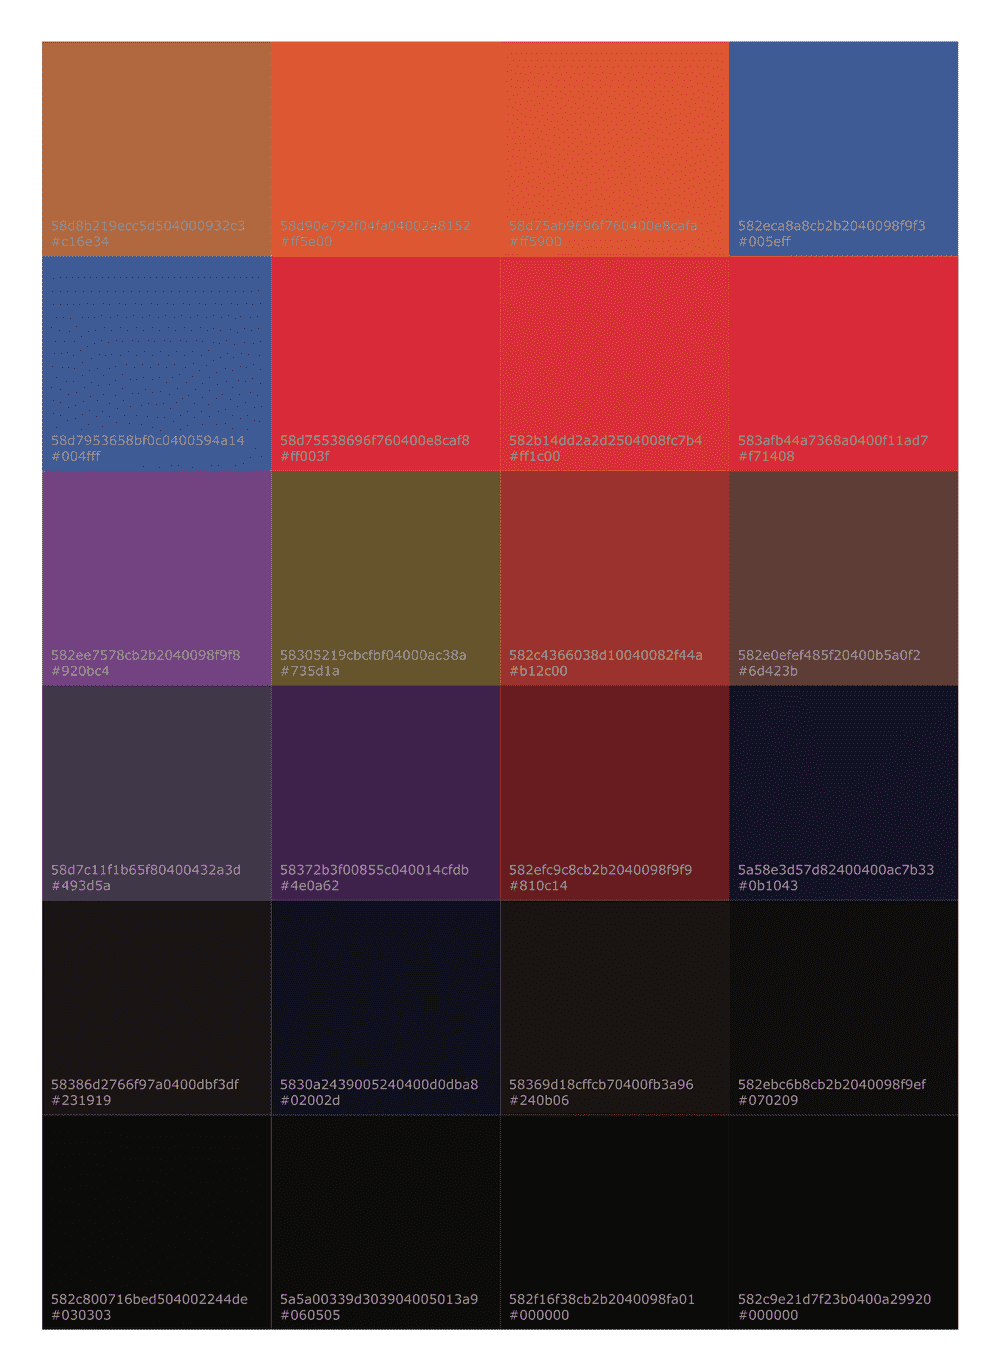 58d8b219ecc5d504000932c3
#c16e34
58d90e792f04fa04002a8152
#ff5e00
58d75ab9696f760400e8cafa
#ff5900
582eca8a8cb2b2040098f9f3
#005eff
58d7953658bf0c0400594a14
#004fff
58d75538696f760400e8caf8
#ff003f
582b14dd2a2d2504008fc7b4
#ff1c00
583afb44a7368a0400f11ad7
#f71408
582ee7578cb2b2040098f9f8
#920bc4
58305219cbcfbf04000ac38a
#735d1a
582c4366038d10040082f44a
#b12c00
582e0efef485f20400b5a0f2
#6d423b
58d7c11f1b65f80400432a3d
#493d5a
58372b3f00855c040014cfdb
#4e0a62
582efc9c8cb2b2040098f9f9
#810c14
5a58e3d57d82400400ac7b33
#0b1043
58386d2766f97a0400dbf3df
#231919
5830a2439005240400d0dba8
#02002d
58369d18cffcb70400fb3a96
#240b06
582ebc6b8cb2b2040098f9ef
#070209
582c800716bed504002244de
#030303
5a5a00339d303904005013a9
#060505
582f16f38cb2b2040098fa01
#000000
582c9e21d7f23b0400a29920
#000000